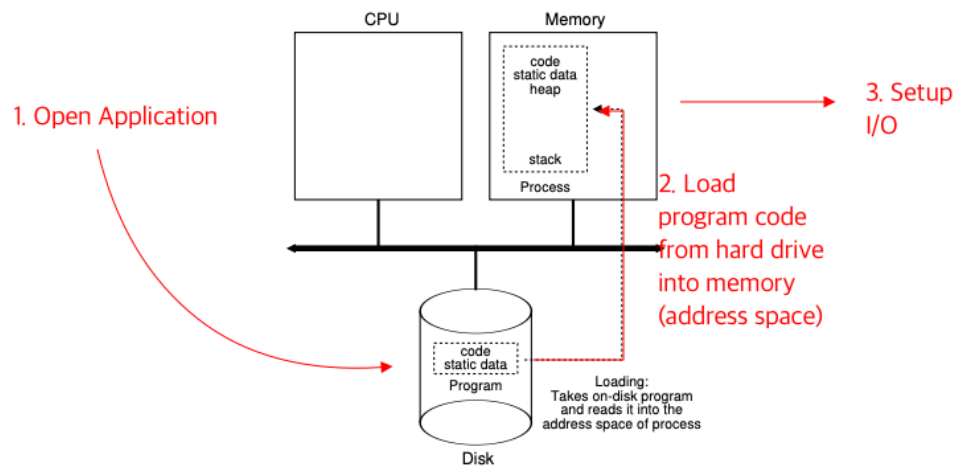 CPU
Memory
code
static data
heap
stack
Process
1. Open Application
3. Setup
I/O
2. Load
program code
from hard drive
into memory
(address space)
code
static data
Program
Loading:
Takes on-disk program
and reads it into the
address space of process
Disk